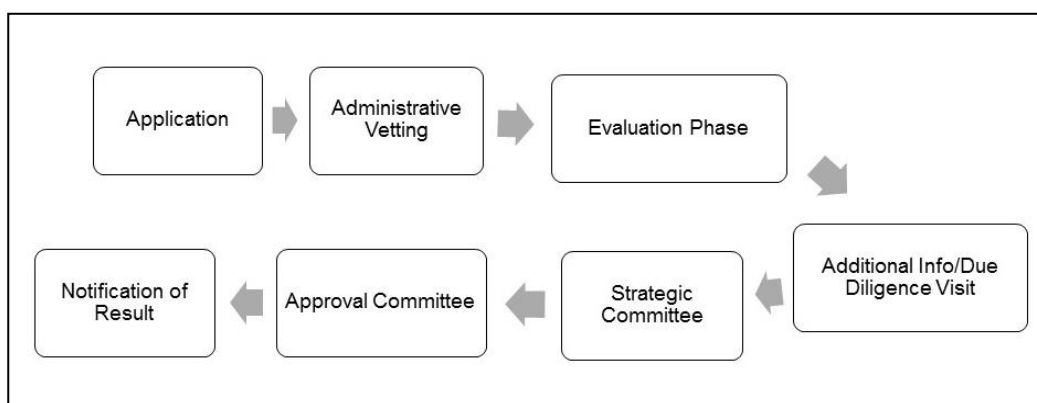 Application
Administrative
Vetting
Evaluation Phase
Additional Info/Due
Diligence Visit
Strategic
Committee
Approval Committee
Notification of
Result